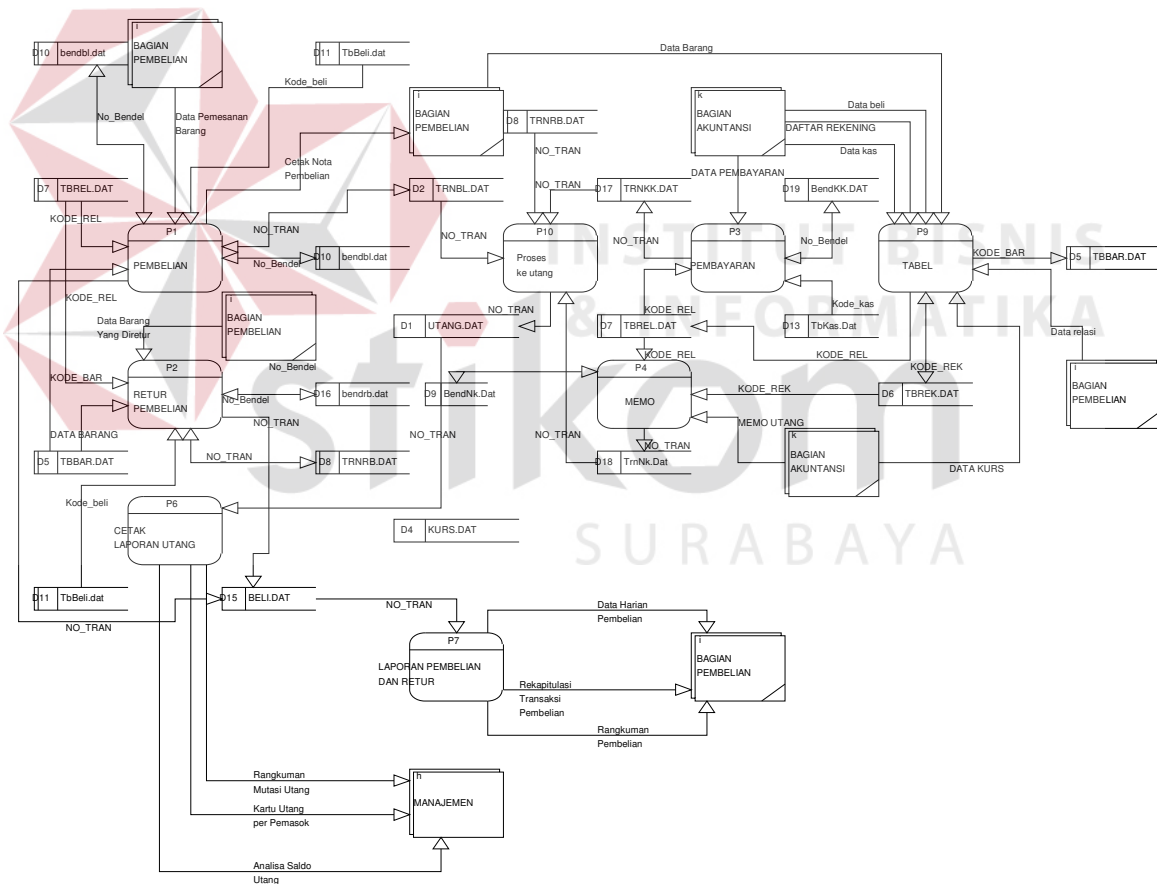 i
BAGIAN
PEMBELIAN
D10 bendbl.dat
D11 TbBeli.dat
Data Barang
Kode_beli
No_Bendel
Data Pemesanan
Barang
i
BAGIAN
PEMBELIAN
D8 TRNRB.DAT
k
BAGIAN
AKUNTANSI
Data beli
DAFTAR REKENING
Data kas
Cetak Nota
Pembelian
NO_TRAN
NO_TRAN
DATA PEMBAYARAN
D7 TBREL.DAT
D2 TRNBL.DAT
D17 TRNKK.DAT
D19 BendKK.DAT
KODE_REL
P1
PEMBELIAN
NO_TRAN
No_Bendel
D10 bendbl.dat
NO_TRAN
P10
Proses
ke utang
NO_TRAN
P3
PEMBAYARAN
No_Bendel
P9
TABEL
KODE_BAR
D5 TBBAR.DAT
INSTITUT BISNIS
& INFORMATIKA
stikom
SURABAYA
KODE_REL
Data Barang
Yang Diretur
i
BAGIAN
PEMBELIAN
NO_TRAN
D1 UTANG.DAT
KODE_REL
D7 TBREL.DAT
Kode_kas
D13 TbKas.Dat
Data relasi
KODE_REL
KODE_REL
P2
RETUR
PEMBELIAN
No_Bendel
KODE_BAR
No_Bendel
D16 bendrb.dat
D9 BendNk.Dat
P4
MEMO
KODE_REK
KODE_REK
D6 TBREK.DAT
i
BAGIAN
PEMBELIAN
DATA BARANG
NO_TRAN
NO_TRAN
NO_TRAN
NO_TRAN
MEMO UTANG
k
BAGIAN
AKUNTANSI
DATA KURS
D5 TBBAR.DAT
NO_TRAN
D8 TRNRB.DAT
D18 TrnNk.Dat
Kode_beli
P6
CETAK
LAPORAN UTANG
D4 KURS.DAT
D11 TbBeli.dat
NO_TRAN
D15 BELI.DAT
NO_TRAN
Data Harian
Pembelian
P7
LAPORAN PEMBELIAN
DAN RETUR
Rekapitulasi
Transaksi
Pembelian
i
BAGIAN
PEMBELIAN
Rangkuman
Pembelian
Rangkuman
Mutasi Utang
h
MANAJEMEN
Kartu Utang
per Pemasok
Analisa Saldo
Utang